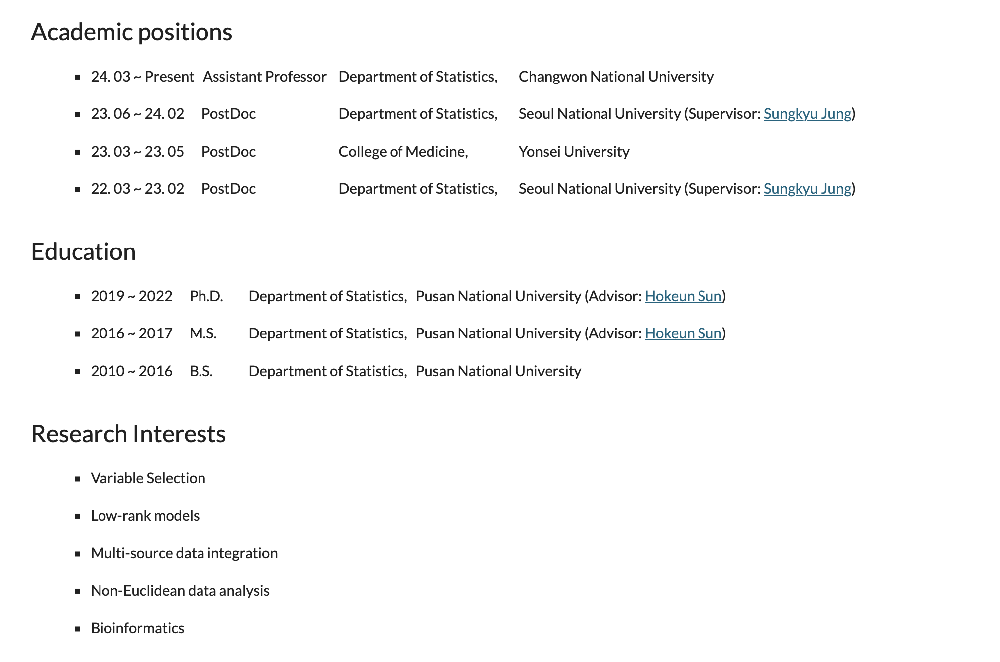 Academic positions
24. 03 ~ Present Assistant Professor Department of Statistics, Changwon National University
23. 06 ~ 24. 02 PostDoc Department of Statistics, Seoul National University (Supervisor: Sungkyu Jung)
23. 03 ~ 23. 05 PostDoc College of Medicine, Yonsei University
22. 03 ~ 23. 02 PostDoc Department of Statistics, Seoul National University (Supervisor: Sungkyu Jung)
Education
2019 ~ 2022 Ph.D. Department of Statistics, Pusan National University (Advisor: Hokeun Sun)
2016 ~ 2017 M.S. Department of Statistics, Pusan National University (Advisor: Hokeun Sun)
2010 ~ 2016 B.S. Department of Statistics, Pusan National University
Research Interests
Variable Selection
Low-rank models
Multi-source data integration
Non-Euclidean data analysis
Bioinformatics